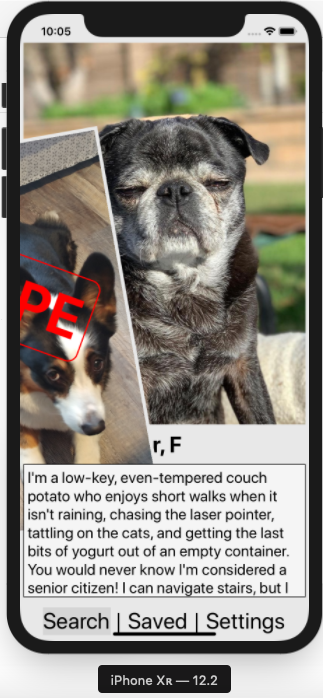 10:05
PE
r, F
I'm a low-key, even-tempered couch
potato who enjoys short walks when it
isn't raining, chasing the laser pointer,
tattling on the cats, and getting the last
bits of yogurt out of an empty container.
You would never know I'm considered a
senior citizen! I can navigate stairs, but I
Search | Saved | Settings
iPhone Xʀ — 12.2